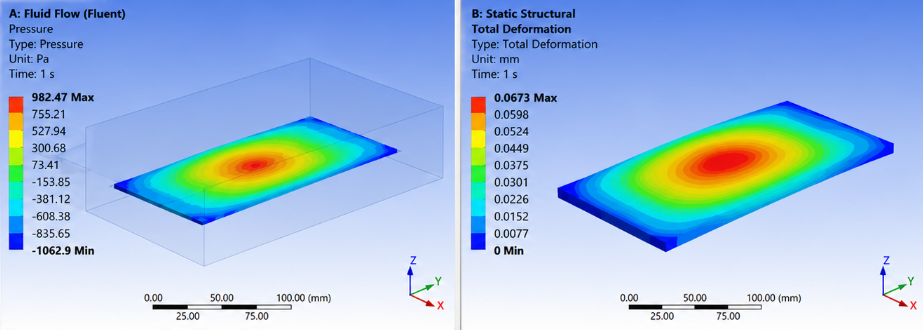 A: Fluid Flow (Fluent)
Pressure
Type: Pressure
Unit: Pa
Time: 1 s
982.47 Max
755.21
527.94
300.68
73.41
-153.85
-381.12
-608.38
-835.65
-1062.9 Min
Z
Y
X
0.00 50.00 100.00 (mm)
25.00 75.00
B: Static Structural
Total Deformation
Type: Total Deformation
Unit: mm
Time: 1 s
0.0673 Max
0.0598
0.0524
0.0449
0.0375
0.0301
0.0226
0.0152
0.0077
0 Min
Z
Y
X
0.00 50.00 100.00 (mm)
25.00 75.00